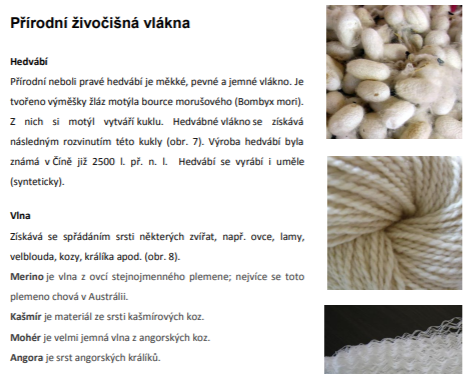 Přírodní živočišná vlákna
Hedvábí
Přírodní neboli pravé hedvábí je měkké, pevné a jemné vlákno. Je
tvořeno výměšky žláz motýla bource morušového (Bombyx mori).
Z nich si motýl vytváří kuklu. Hedvábné vlákno se získává
následným rozvinutím této kukly (obr. 7). Výroba hedvábí byla
známá v Číně již 2500 l. př. n. l. Hedvábí se vyrábí i uměle
(synteticky).
Vlna
Získává se spřádáním srsti některých zvířat, např. ovce, lamy,
velblouda, kozy, králíka apod. (obr. 8).
Merino je vlna z ovcí stejnojmenného plemene; nejvíce se toto
plemeno chová v Austrálii.
Kašmír je materiál ze srsti kašmírových koz.
Mohér je velmi jemná vlna z angorských koz.
Angora je srst angorských králíků.